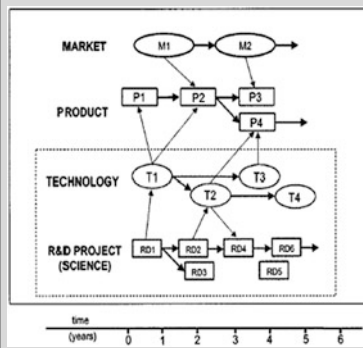 MARKET M1 M2
PRODUCT P1 P2 P3
P4
TECHNOLOGY T1 T3
T2 T4
R&D PROJECT (SCIENCE) RD1 RD2 RD4 RD6
RD3 RD5
time
(years) 0 1 2 3 4 5 6